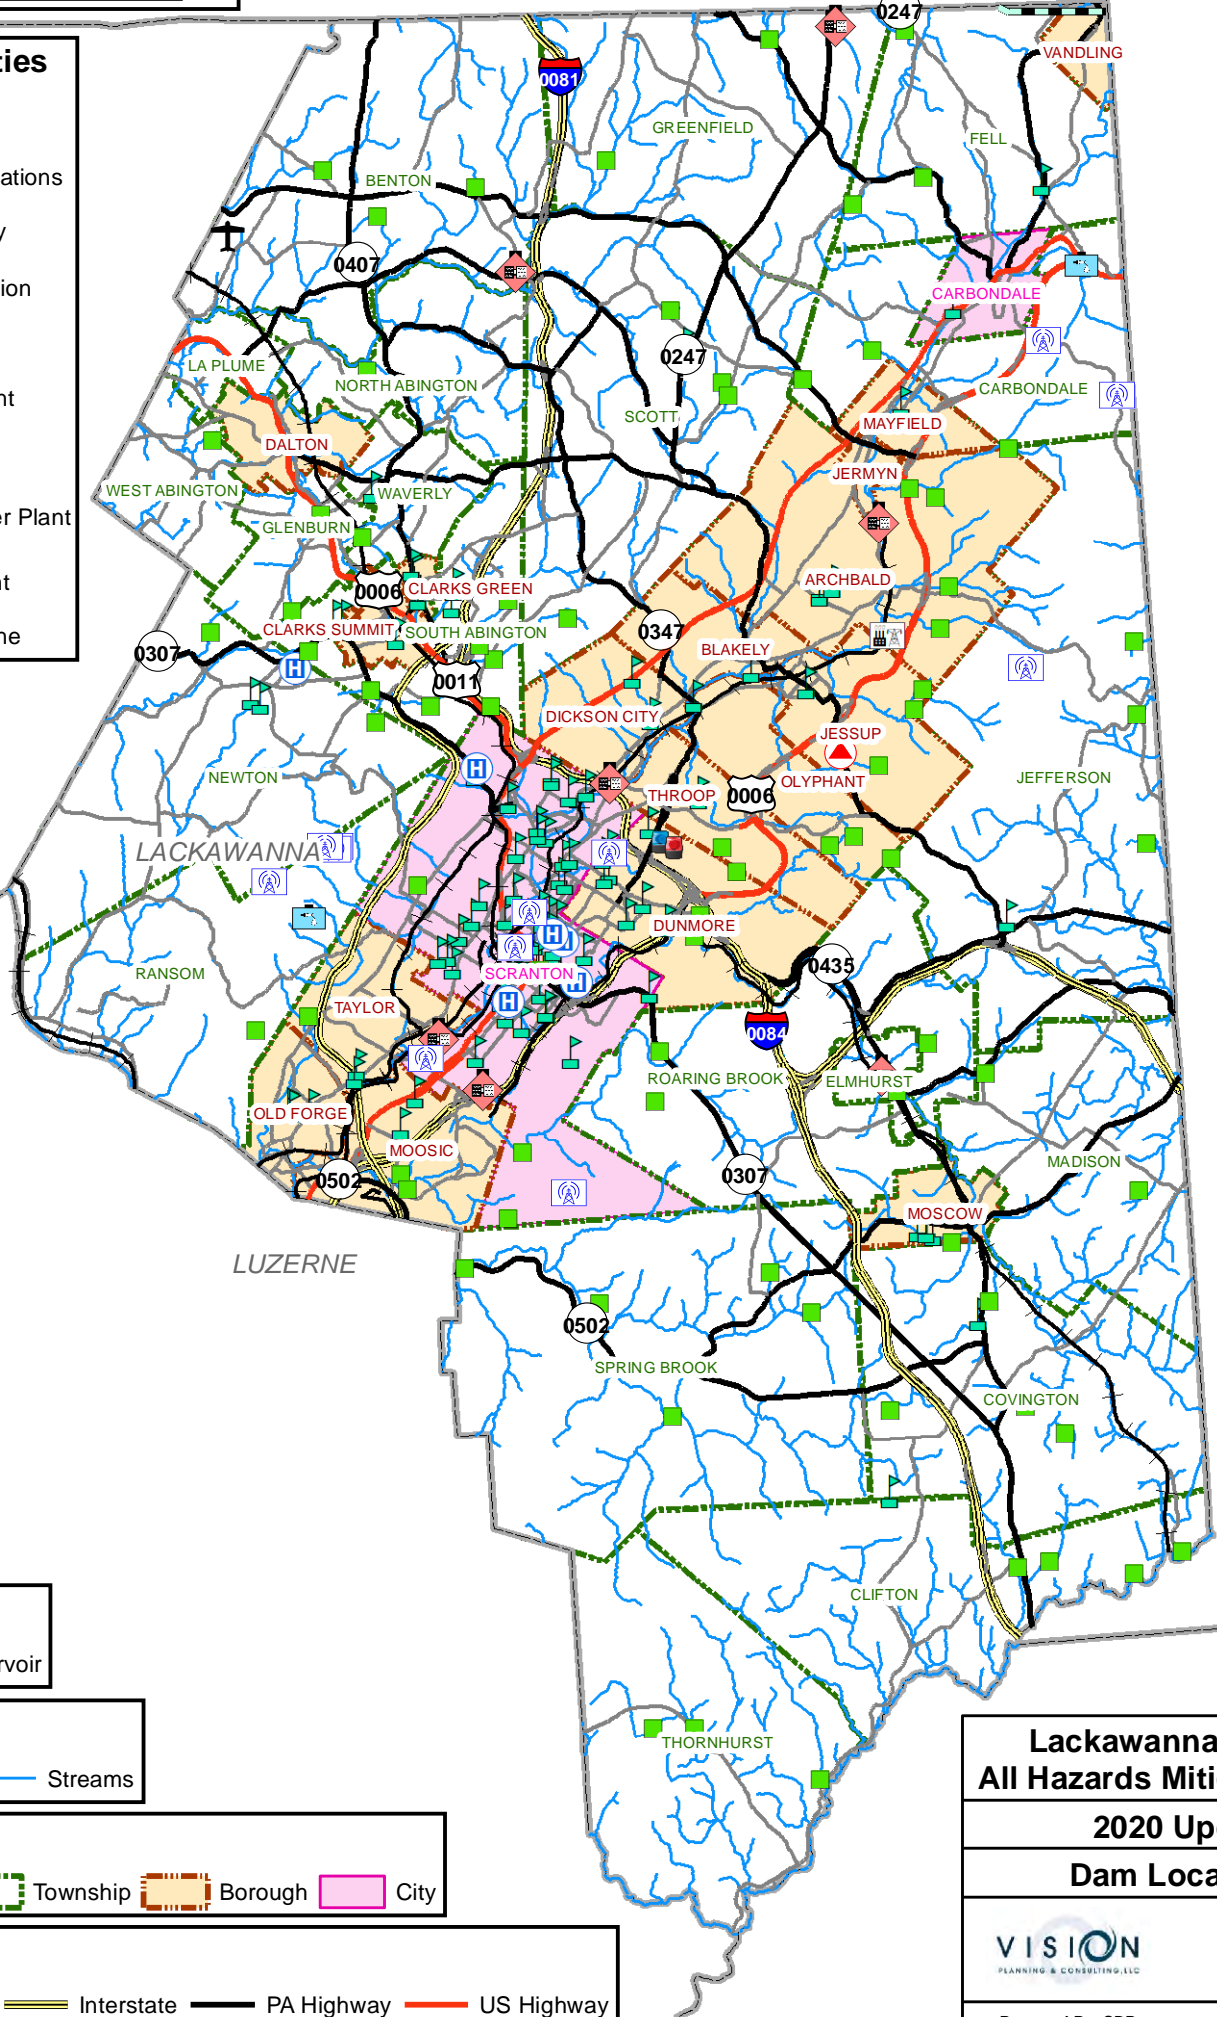 0247
VANDLING
ties
0081
GREENFIELD
FELL
ations
BENTON
y
0407
ion
CARBONDALE
0247
LA PLUME
NORTH ABINGTON
CARBONDALE
nt
SCOTT
MAYFIELD
DALTON
JERMYN
WEST ABINGTON
WAVERLY
er Plant
GLENBURN
nt
ARCHBALD
0006
CLARKS GREEN
ne
CLARKS SUMMIT
SOUTH ABINGTON
0347
0307
BLAKELY
0011
DICKSON CITY
JESSUP
NEWTON
OLYPHANT
JEFFERSON
THROOP
0006
LACKAWANNA
DUNMORE
RANSOM
SCRANTON
0435
TAYLOR
0084
ROARING BROOK
ELMHURST
OLD FORGE
MOOSIC
MADISON
0502
0307
MOSCOW
LUZERNE
0502
SPRING BROOK
COVINGTON
CLIFTON
rvoir
THORNHURST
Lackawanna
All Hazards Miti
Streams
2020 Up
Dam Loca
Township Borough City
VISION
PLANNING & CONSULTING, LLC
Interstate PA Highway US Highway